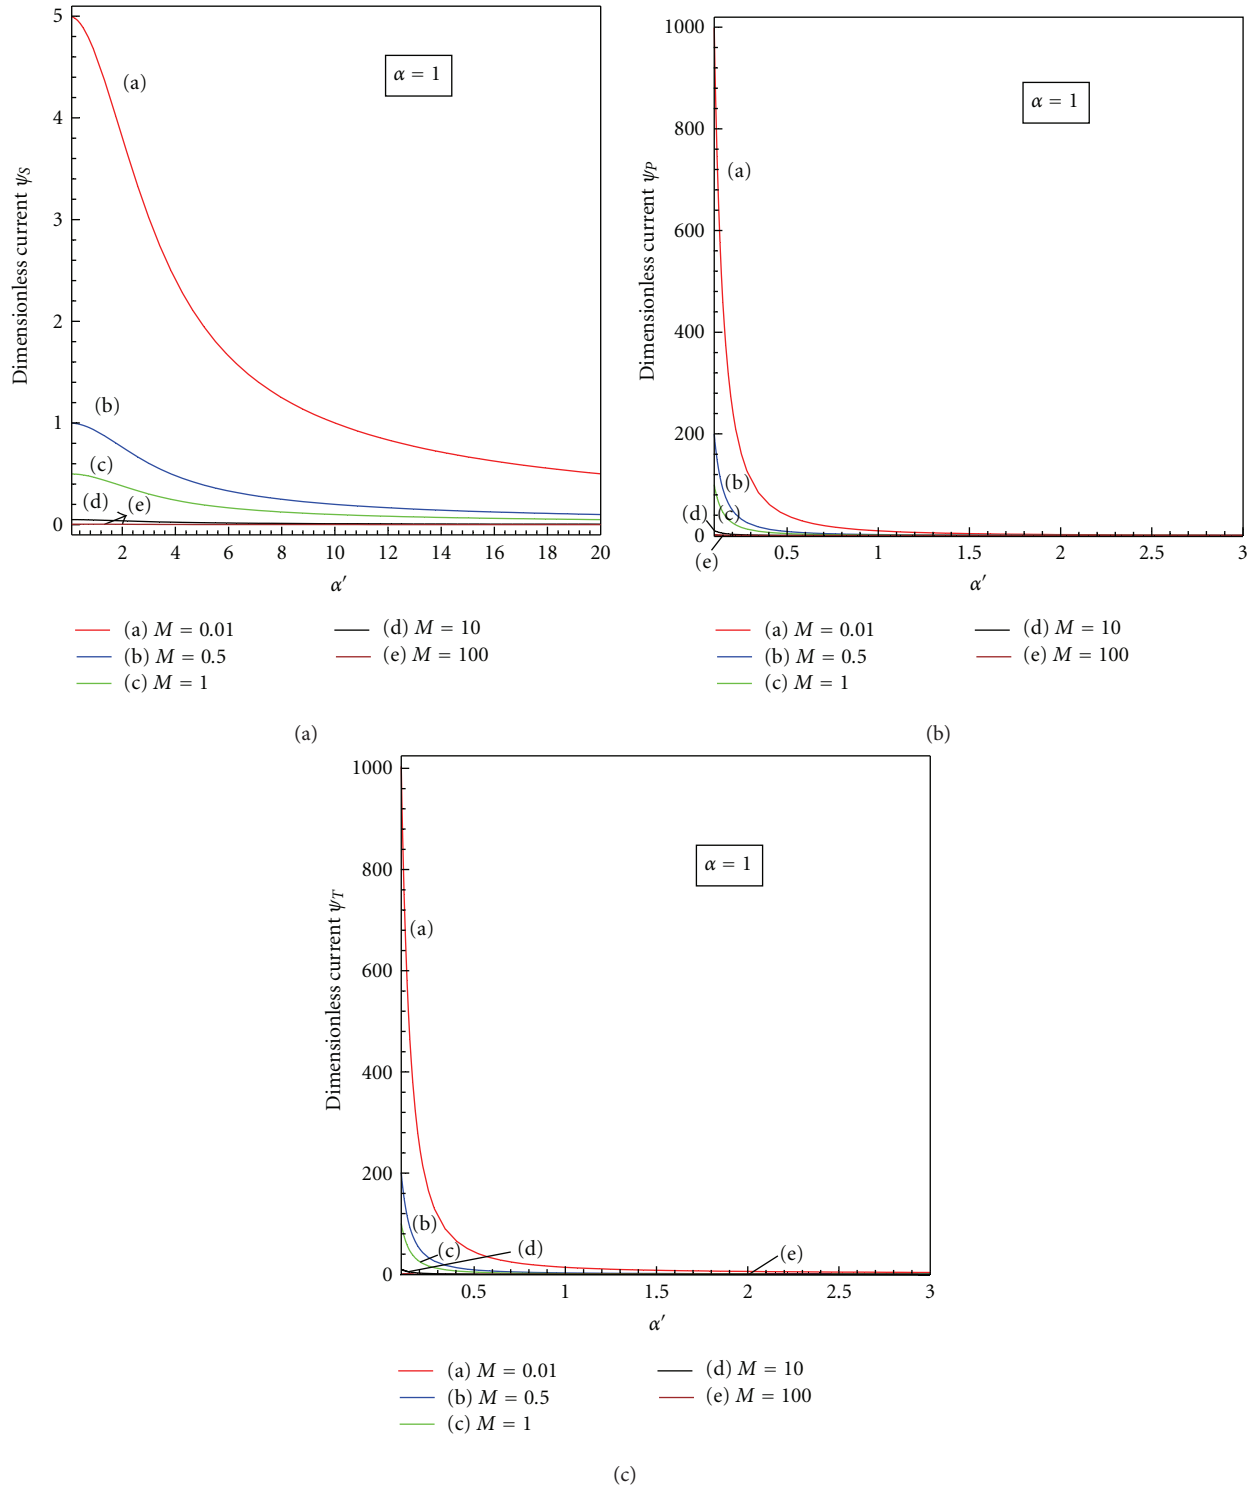 5
4
3
2
1
0
2 4 6 8 10 12 14 16 18 20
Dimensionless current ψS
α′
α = 1
(a)
(b)
(c)
(d)
(e)
(a) M = 0.01
(b) M = 0.5
(c) M = 1
(d) M = 10
(e) M = 100
(a)
1000
800
600
400
200
0
0.5 1 1.5 2 2.5 3
Dimensionless current ψP
α′
α = 1
(a)
(b)
(c)
(d)
(e)
(a) M = 0.01
(b) M = 0.5
(c) M = 1
(d) M = 10
(e) M = 100
(b)
1000
800
600
400
200
0
0.5 1 1.5 2 2.5 3
Dimensionless current ψT
α′
α = 1
(a)
(b)
(c)
(d)
(e)
(a) M = 0.01
(b) M = 0.5
(c) M = 1
(d) M = 10
(e) M = 100
(c)